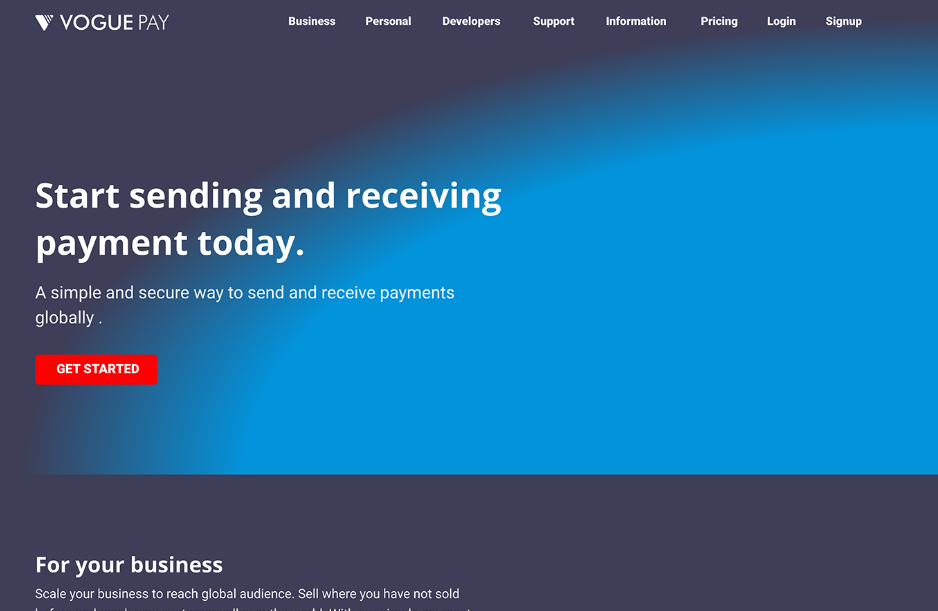 VOGUE PAY
Business Personal Developers Support Information Pricing Login Signup
Start sending and receiving
payment today.
A simple and secure way to send and receive payments
globally .
GET STARTED
For your business
Scale your business to reach global audience. Sell where you have not sold